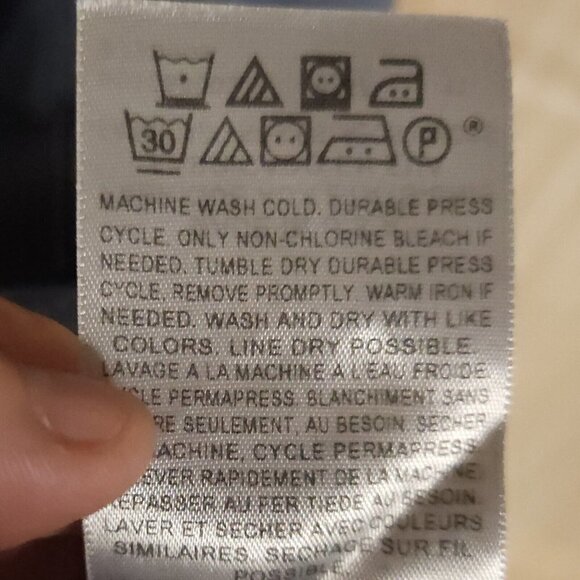 30 P ®
MACHINE WASH COLD. DURABLE PRESS
CYCLE. ONLY NON-CHLORINE BLEACH IF
NEEDED. TUMBLE DRY DURABLE PRESS
CYCLE, REMOVE PROMPTLY. WARM IRON IF
NEEDED. WASH AND DRY WITH LIKE
COLORS. LINE DRY POSSIBLE.
LAVAGE A LA MACHINE A L'EAU FROIDE
PERMAPRESS. BLANCHIMENT SANS
SEULEMENT, AU BESOIN. SECHER
CYCLE PERMAPRESS
RAPIDEMENT DE LA MACHINE.
REPASSER AU FER TIEDE AU BESOIN.
LAVER ET SECHER AVEC COULEURS
SIMILAIRES. SECHAGE SUR FIL
POSSIBLE